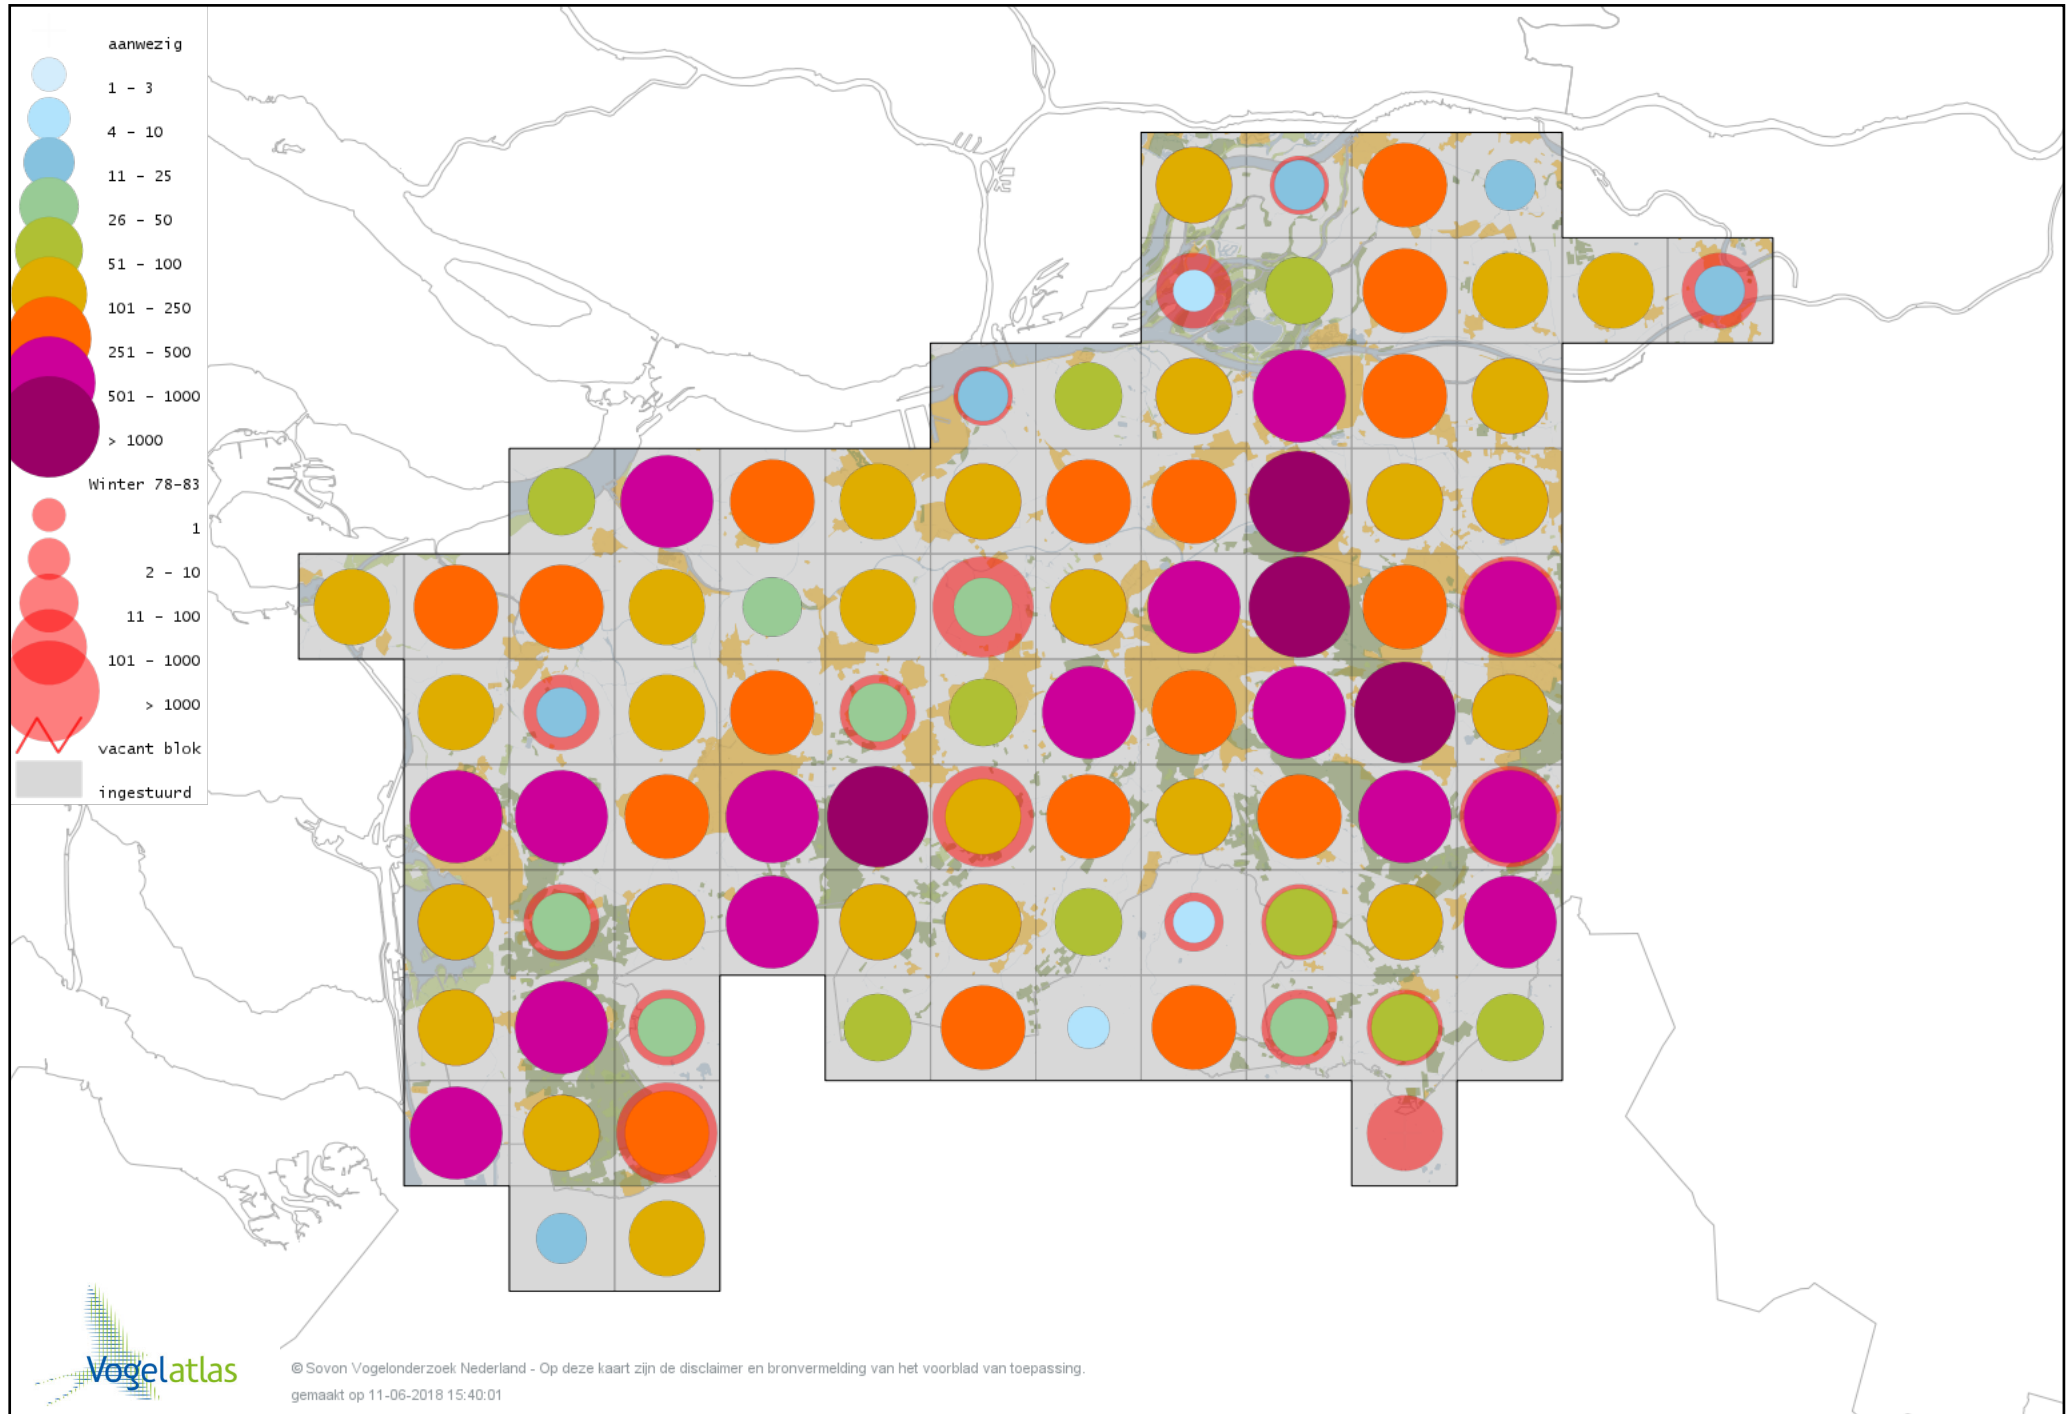 aanwezig
1 - 3
4 - 10
11 - 25
26 - 50
51 - 100
101 - 250
251 - 500
501 - 1000
> 1000
Winter 78-83
1
2 - 10
11 - 100
101 - 1000
> 1000
vacant blok
ingestuurd
Vogelatlas
© Sovon Vogelonderzoek Nederland - Op deze kaart zijn de disclaimer en bronvermelding van het voorblad van toepassing.
gemaakt op 11-06-2018 15:40:01